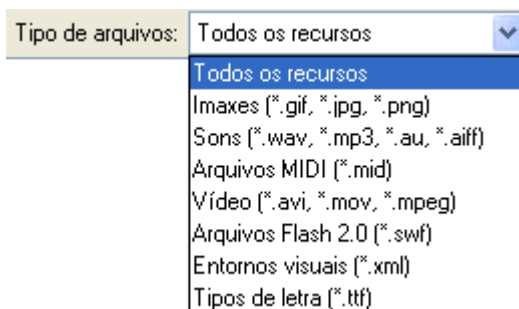 Tipo de arquivos: Todos os recursos
Todos os recursos
Imaxes (*.gif, *.jpg, *.png)
Sons (*.wav, *.mp3, *.au, *.aiff)
Arquivos MIDI (*.mid)
Vídeo (*.avi, *.mov, *.mpeg)
Arquivos Flash 2.0 (*.swf)
Entornos visuais (*.xml)
Tipos de letra (*.ttf)